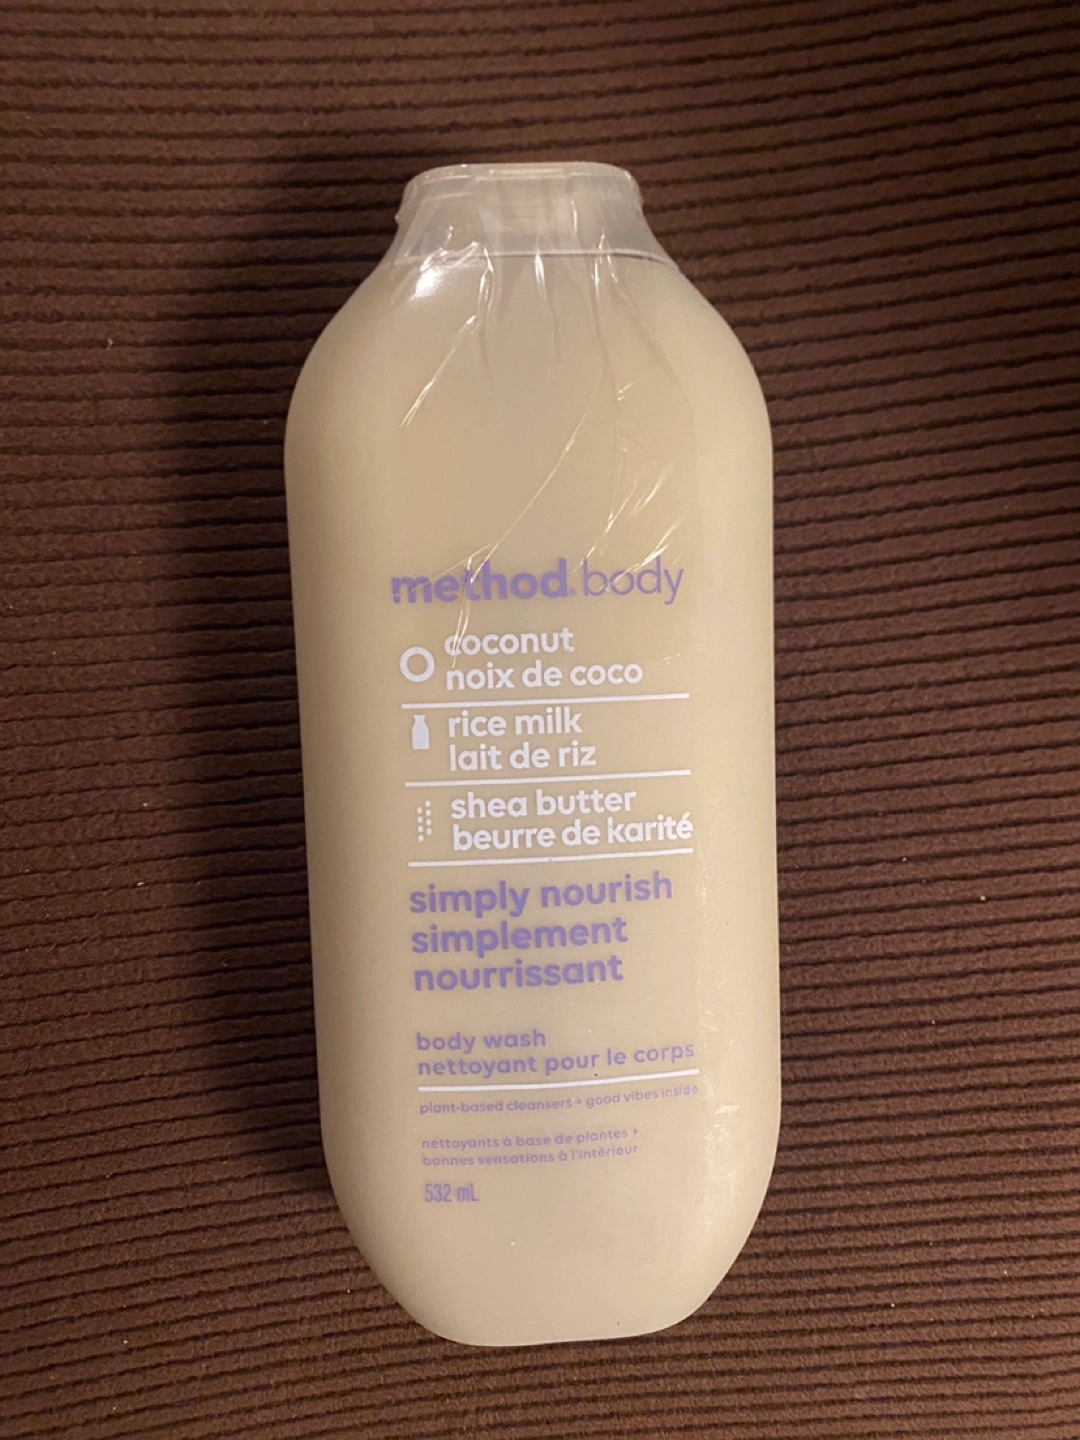 method® body
coconut
noix de coco
rice milk
lait de riz
shea butter
beurre de karité
simply nourish
simplement
nourrissant
body wash
nettoyant pour le corps
plant-based cleansers + good vibes inside
nettoyants à base de plantes +
bonnes sensations à l'intérieur
532 mL